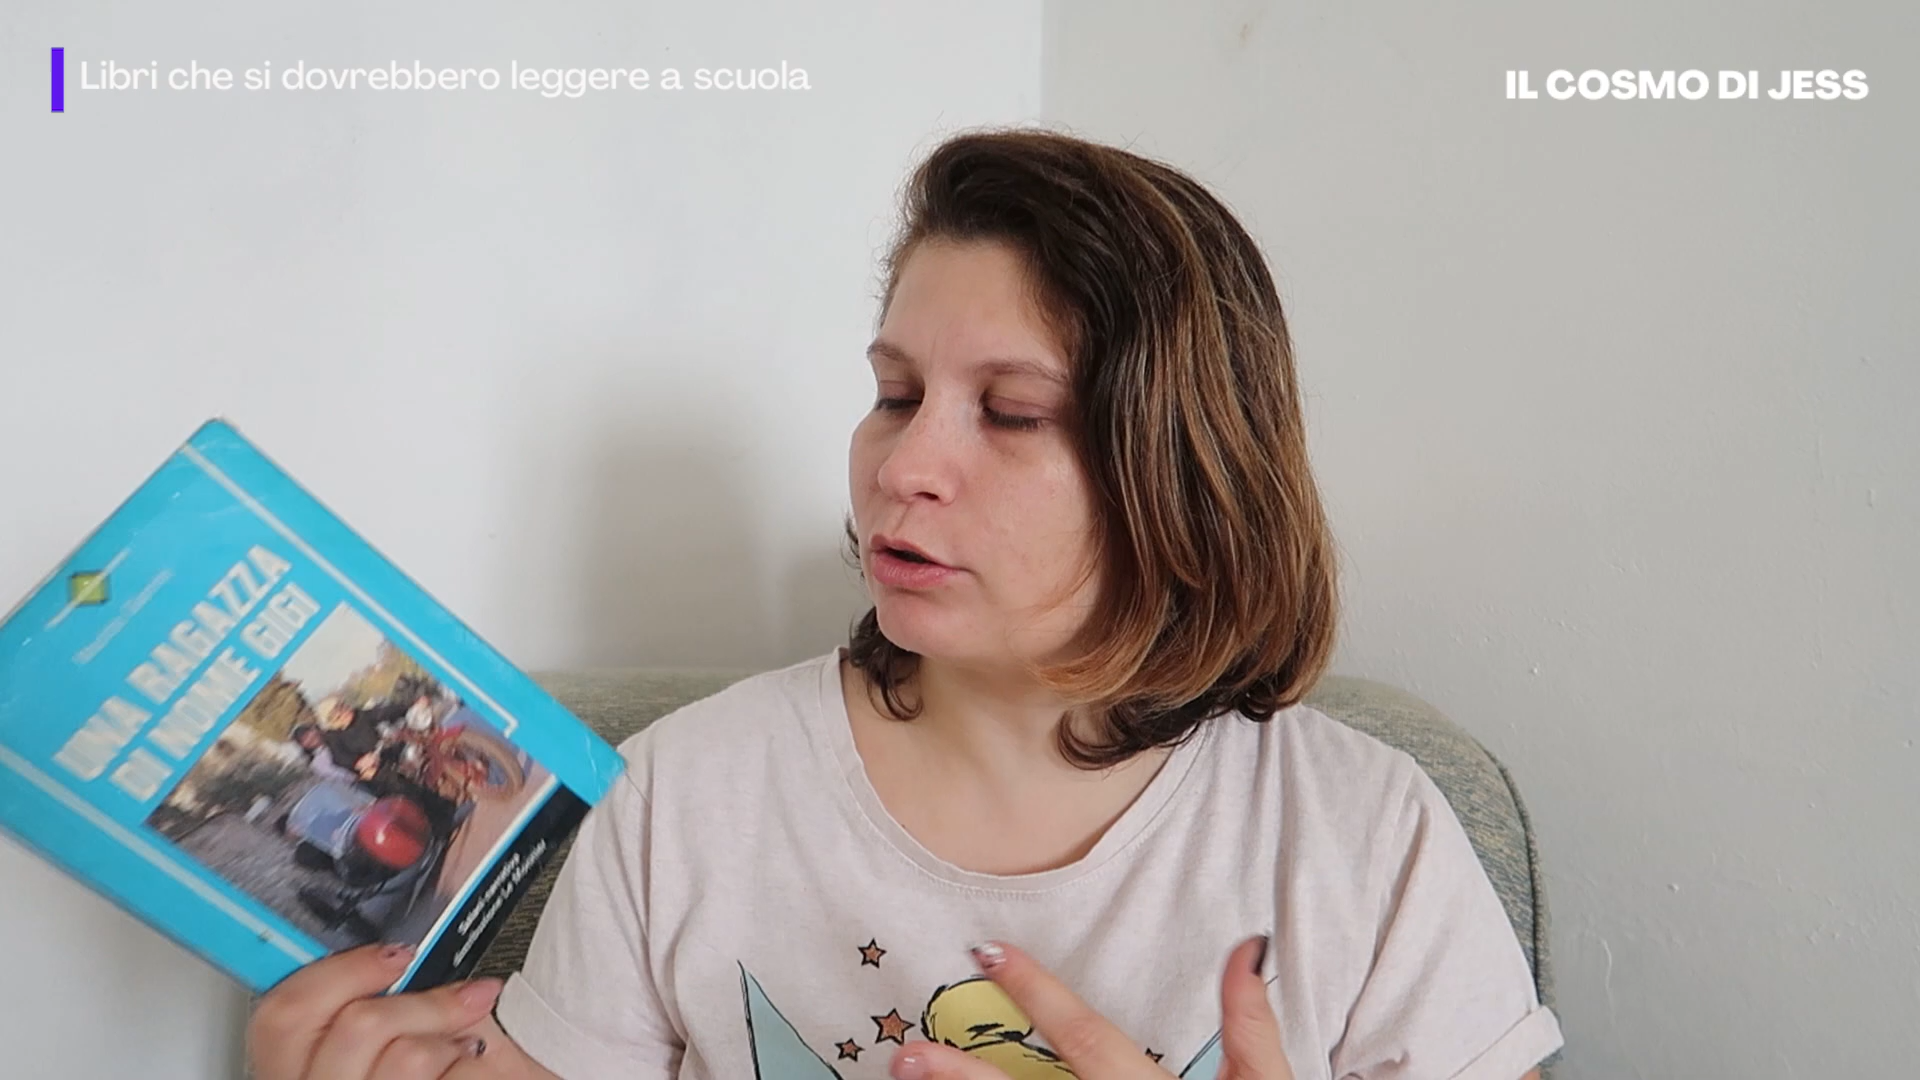 Libri che si dovrebbero leggere a scuola
IL COSMO DI JESS
UNA RAGAZZA
DI NOME GIGI